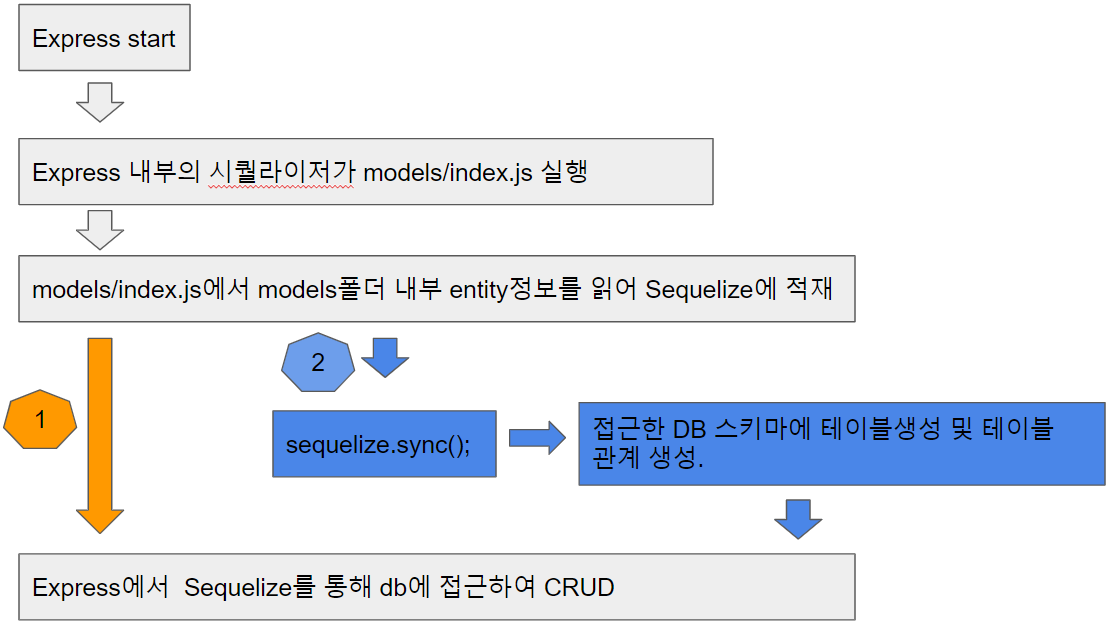 Express start
Express 내부의 시퀄라이저가 models/index.js 실행
models/index.js에서 models폴더 내부 entity정보를 읽어 Sequelize에 적재
2
1
sequelize.sync();
접근한 DB 스키마에 테이블생성 및 테이블
관계 생성.
Express에서 Sequelize를 통해 db에 접근하여 CRUD